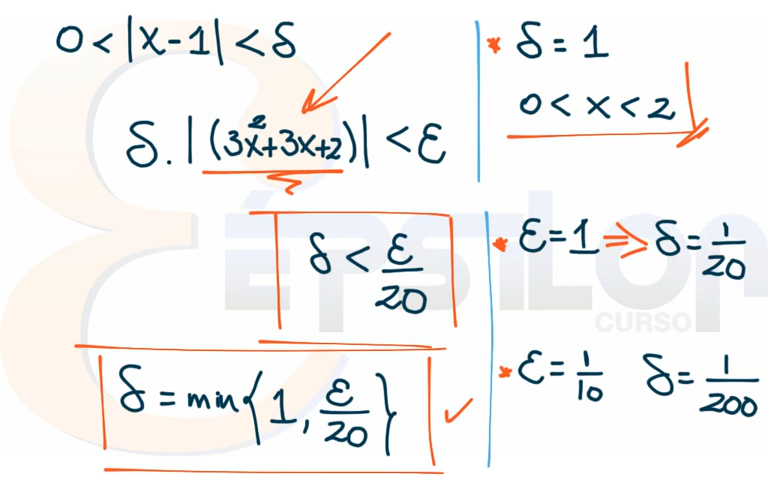 0 < |x-1| < δ
δ . |(3x²+3x+2)| < ε
* δ = 1
0 < x < 2
δ < ε/20
* ε = 1 ⇒ δ = 1/20
δ = min{1, ε/20} ✓
* ε = 1/10 δ = 1/200
ÉPSILON
CURSO